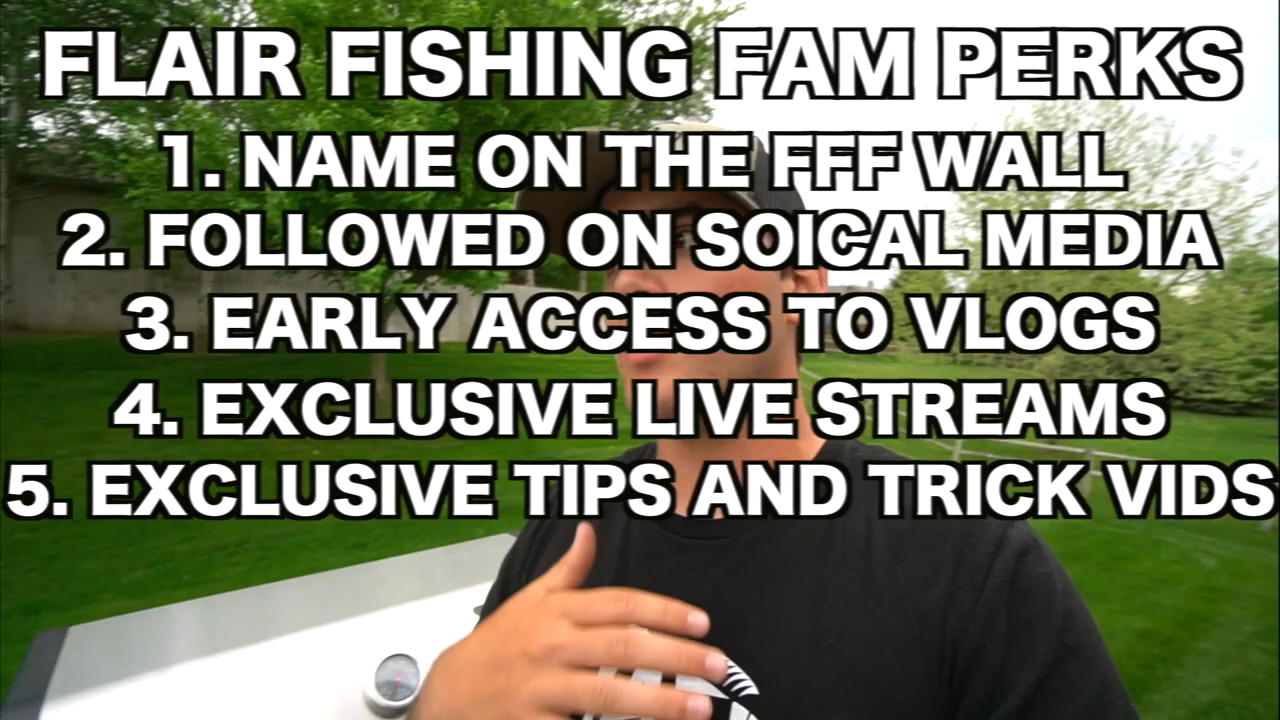 FLAIR FISHING FAM PERKS
1. NAME ON THE FFF WALL
2. FOLLOWED ON SOICAL MEDIA
3. EARLY ACCESS TO VLOGS
4. EXCLUSIVE LIVE STREAMS
5. EXCLUSIVE TIPS AND TRICK VIDS